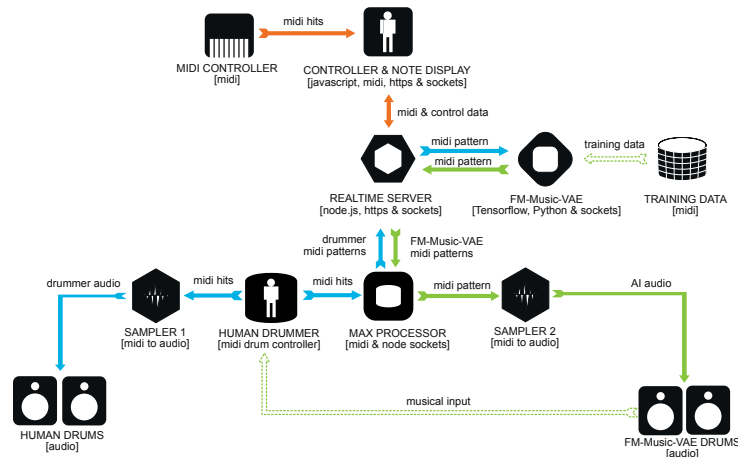 midi hits
MIDI CONTROLLER
[midi]
CONTROLLER & NOTE DISPLAY
[javascript, midi, https & sockets]
midi & control data
midi pattern
midi pattern
training data
REALTIME SERVER
[node.js, https & sockets]
FM-Music-VAE
[Tensorflow, Python & sockets]
TRAINING DATA
[midi]
drummer
midi patterns
FM-Music-VAE
midi patterns
drummer audio
midi hits
midi hits
midi pattern
AI audio
SAMPLER 1
[midi to audio]
HUMAN DRUMMER
[midi drum controller]
MAX PROCESSOR
[midi & node sockets]
SAMPLER 2
[midi to audio]
musical input
HUMAN DRUMS
[audio]
FM-Music-VAE DRUMS
[audio]